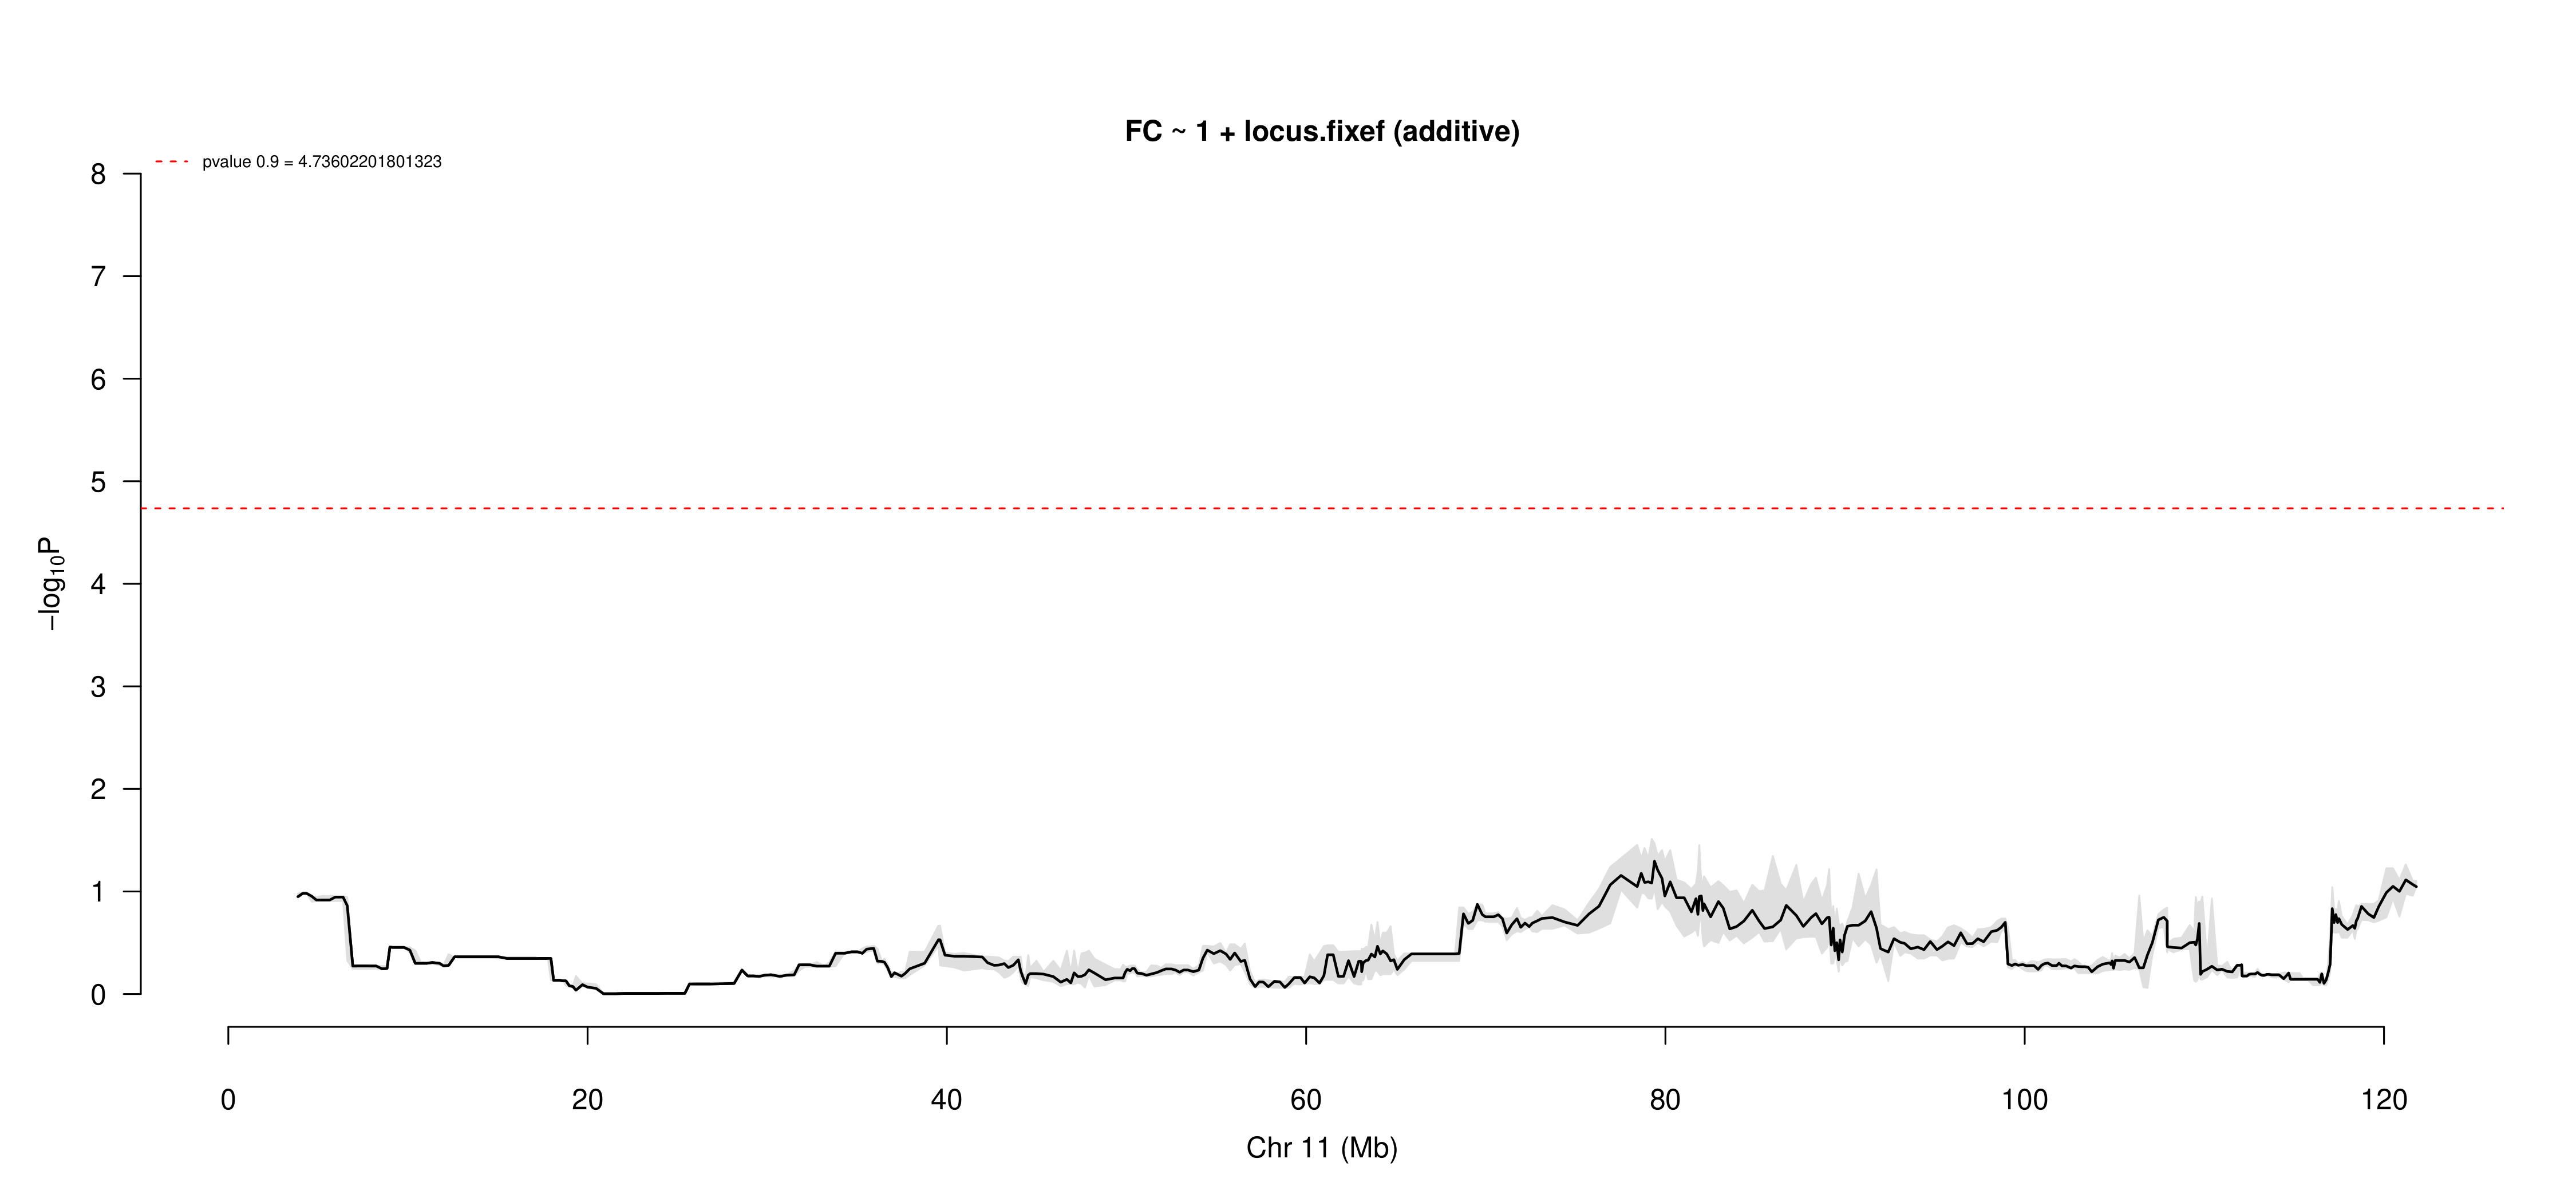 FC ~ 1 + locus.fixef (additive)
pvalue 0.9 = 4.73602201801323
8
7
6
5
4
3
2
1
0
−log10P
0 20 40 60 80 100 120
Chr 11 (Mb)